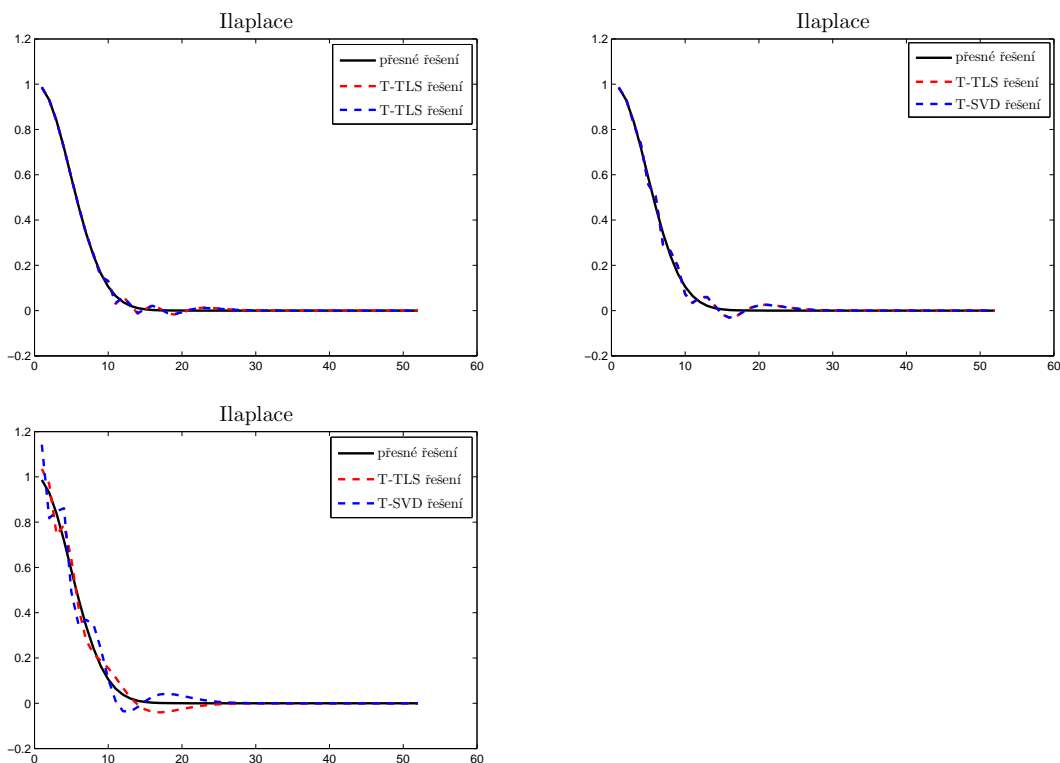 Ilaplace
1.2
1
0.8
0.6
0.4
0.2
0
−0.2
0 10 20 30 40 50 60
přesné řešení
T-TLS řešení
T-TLS řešení
Ilaplace
1.2
1
0.8
0.6
0.4
0.2
0
−0.2
0 10 20 30 40 50 60
přesné řešení
T-TLS řešení
T-SVD řešení
Ilaplace
1.2
1
0.8
0.6
0.4
0.2
0
−0.2
0 10 20 30 40 50 60
přesné řešení
T-TLS řešení
T-SVD řešení